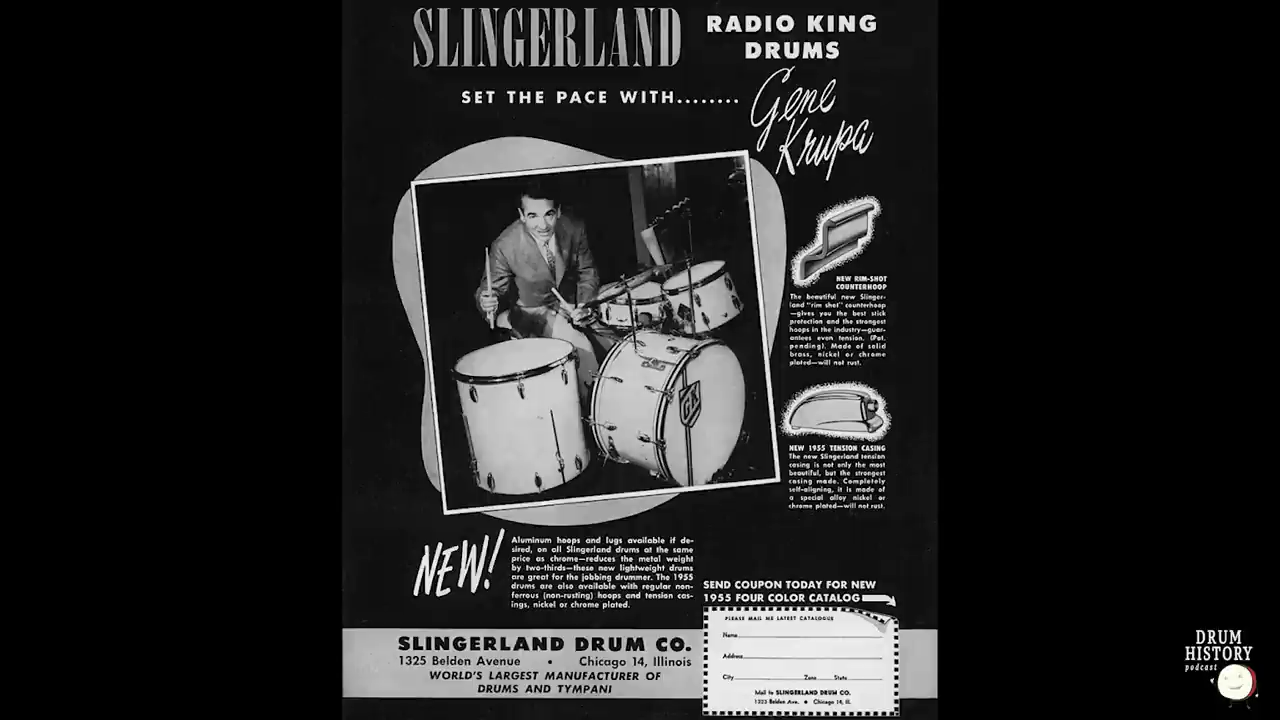 SLINGERLAND
RADIO KING
DRUMS
SET THE PACE WITH........
Gene
Krupa
GK
NEW RIM-SHOT
COUNTERHOOP
The beautiful new Slinger-
land "rim shot" counterhoop
—gives you the best stick
protection and the strongest
hoops in the industry—guar-
antees even tension. (Pat.
pending). Made of solid
brass, nickel or chrome
plated—will not rust.
NEW 1955 TENSION CASING
The new Slingerland tension
casing is not only the most
beautiful, but the strongest
casing made. Completely
self-aligning, it is made of
a special alloy nickel or
chrome plated—will not rust.
NEW!
Aluminum hoops and lugs available if de-
sired, on all Slingerland drums at the same
price as chrome—reduces the metal weight
by two-thirds—these new lightweight drums
are great for the jobbing drummer. The 1955
drums are also available with regular non-
ferrous (non-rusting) hoops and tension cas-
ings, nickel or chrome plated.
SEND COUPON TODAY FOR NEW
1955 FOUR COLOR CATALOG
PLEASE MAIL ME LATEST CATALOGUE
Name
Address
City Zone State
Mail to SLINGERLAND DRUM CO.
1325 Belden Ave. • Chicago 14, Ill.
SLINGERLAND DRUM CO.
1325 Belden Avenue • Chicago 14, Illinois
WORLD'S LARGEST MANUFACTURER OF
DRUMS AND TYMPANI
DRUM
HISTORY
podcast